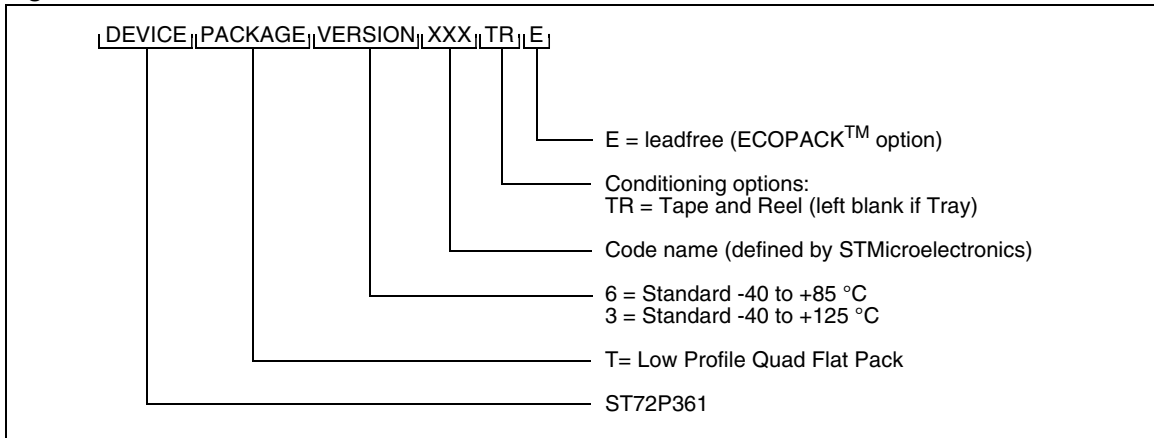 DEVICE PACKAGE VERSION XXX TR E
E = leadfree (ECOPACK™ option)
Conditioning options:
TR = Tape and Reel (left blank if Tray)
Code name (defined by STMicroelectronics)
6 = Standard -40 to +85 °C
3 = Standard -40 to +125 °C
T= Low Profile Quad Flat Pack
ST72P361